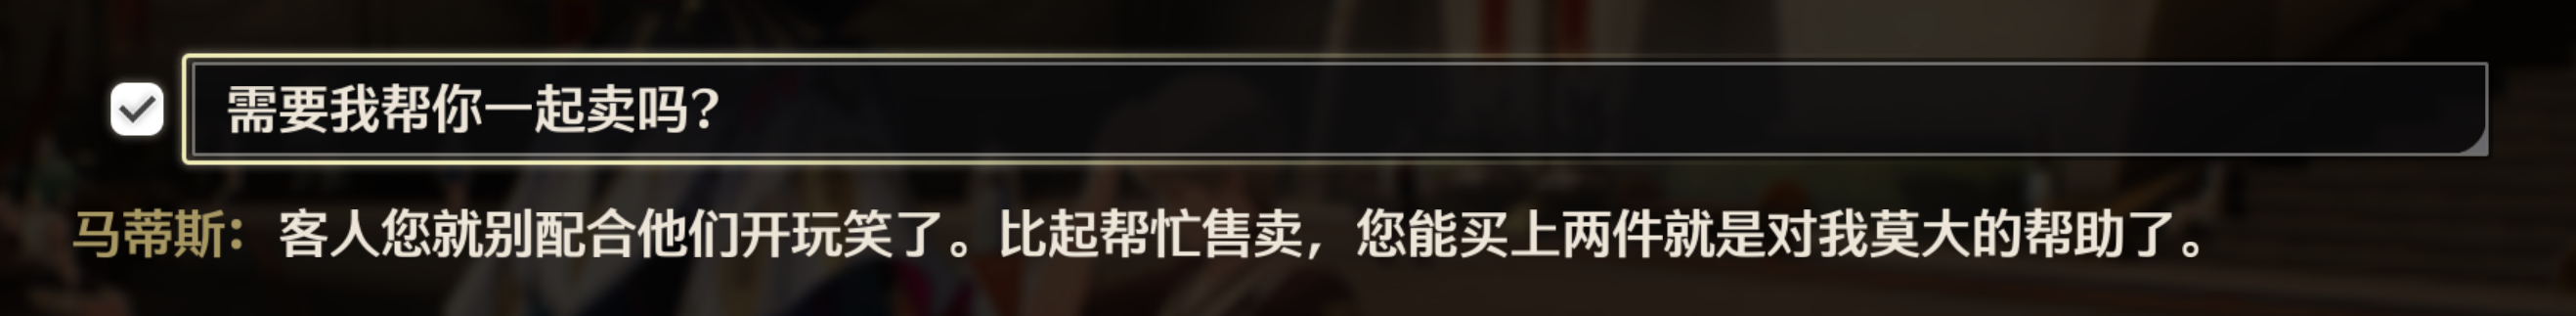 需要我帮你一起卖吗？
马蒂斯：客人您就别配合他们开玩笑了。比起帮忙售卖，您能买上两件就是对我莫大的帮助了。